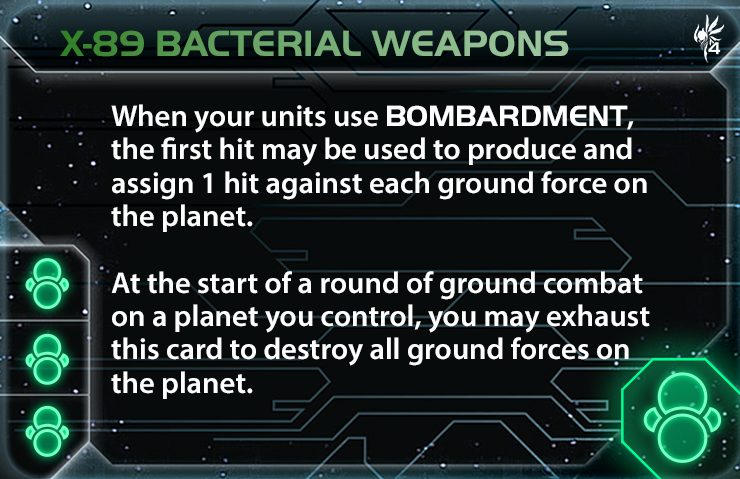 X-89 BACTERIAL WEAPONS
4
When your units use BOMBARDMENT,
the first hit may be used to produce and
assign 1 hit against each ground force on
the planet.
At the start of a round of ground combat
on a planet you control, you may exhaust
this card to destroy all ground forces on
the planet.